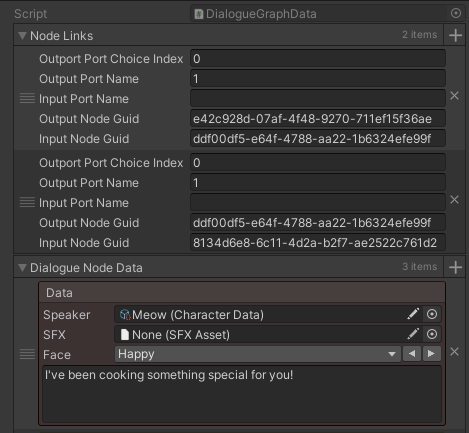 Script DialogueGraphData
Node Links 2 items
Outport Port Choice Index 0
Output Port Name 1
Input Port Name
Output Node Guid e42c928d-07af-4f48-9270-711ef15f36ae
Input Node Guid ddf00df5-e64f-4788-aa22-1b6324efe99f
Outport Port Choice Index 0
Output Port Name 1
Input Port Name
Output Node Guid ddf00df5-e64f-4788-aa22-1b6324efe99f
Input Node Guid 8134d6e8-6c11-4d2a-b2f7-ae2522c761d2
Dialogue Node Data 3 items
Data
Speaker Meow (Character Data)
SFX None (SFX Asset)
Face Happy
I've been cooking something special for you!